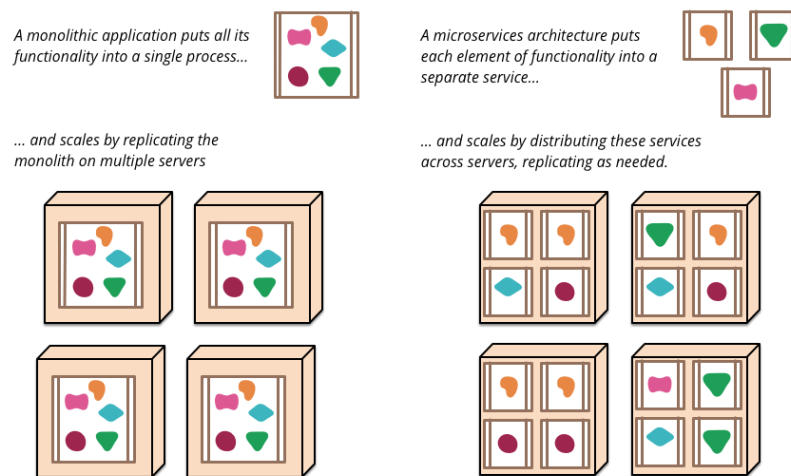 A monolithic application puts all its
functionality into a single process...
... and scales by replicating the
monolith on multiple servers
A microservices architecture puts
each element of functionality into a
separate service...
... and scales by distributing these services
across servers, replicating as needed.